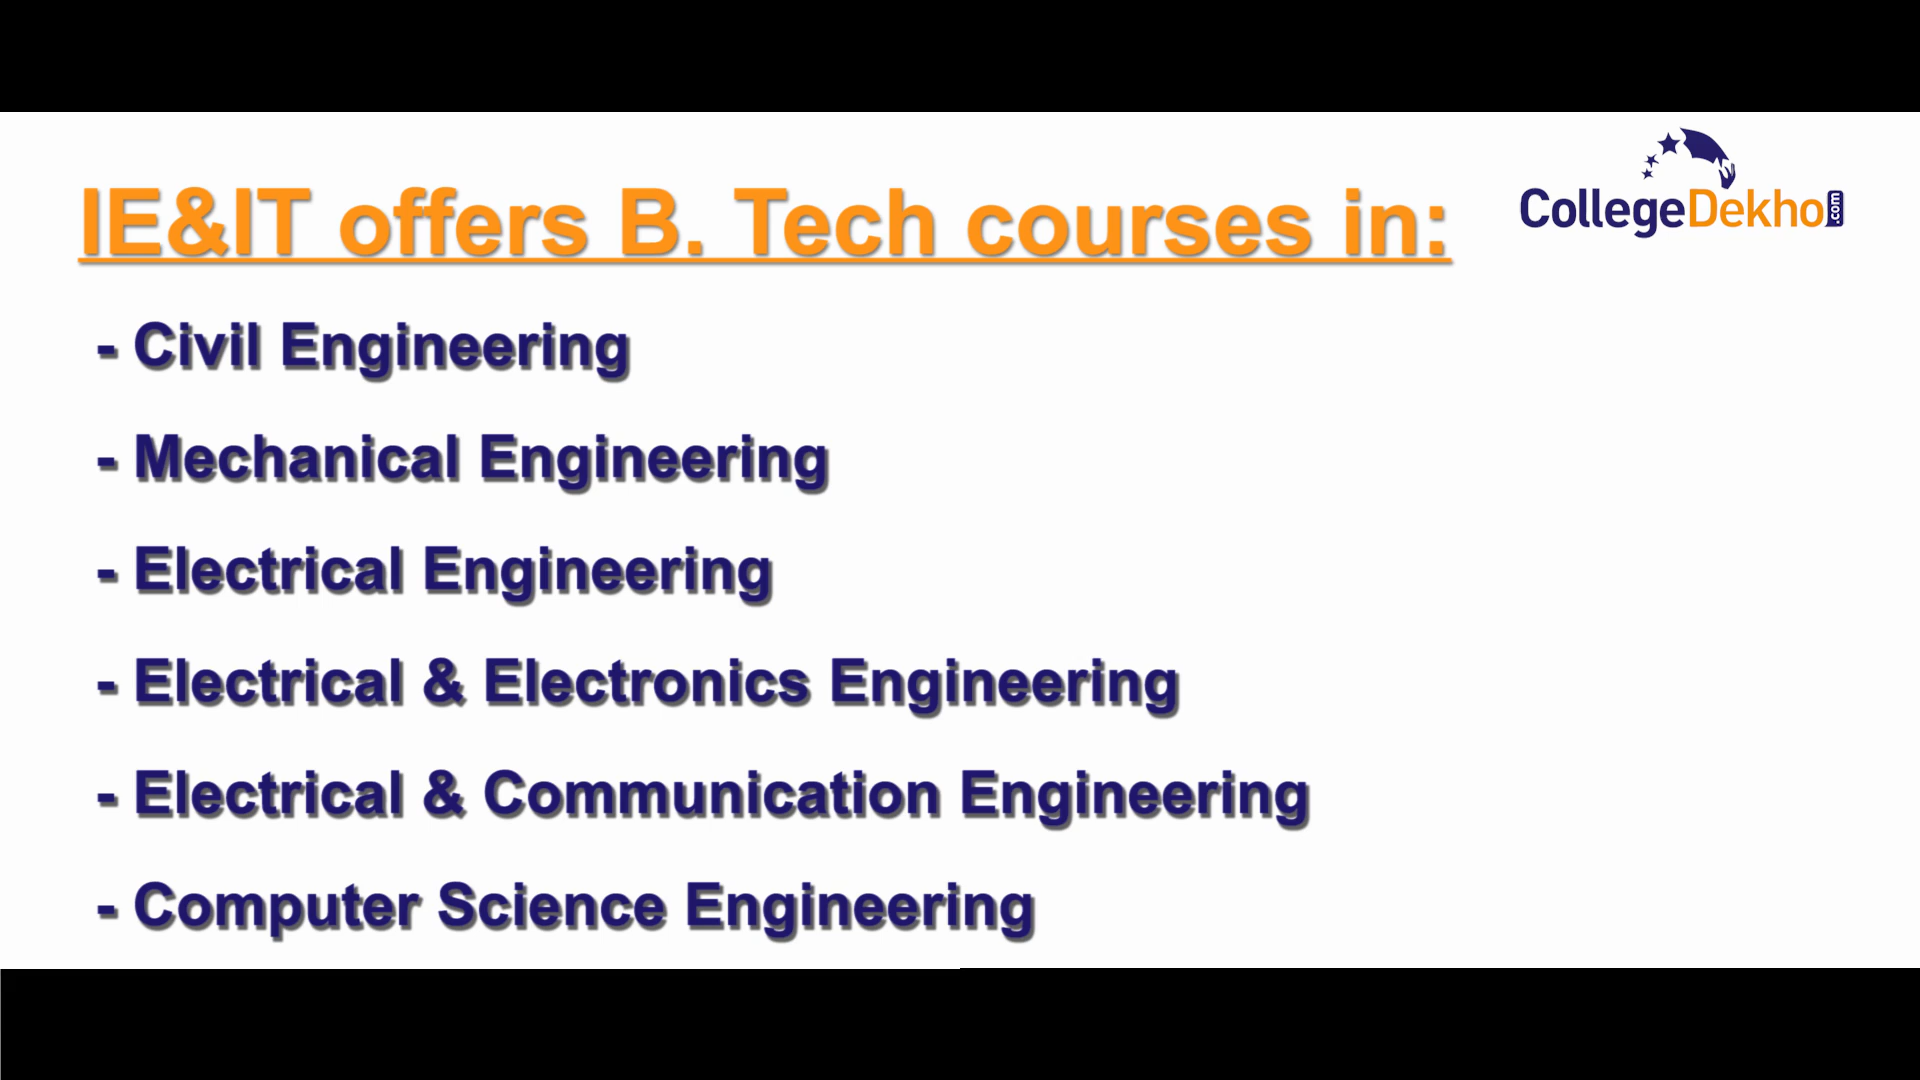 IE&IT offers B. Tech courses in:
CollegeDekho.com
- Civil Engineering
- Mechanical Engineering
- Electrical Engineering
- Electrical & Electronics Engineering
- Electrical & Communication Engineering
- Computer Science Engineering